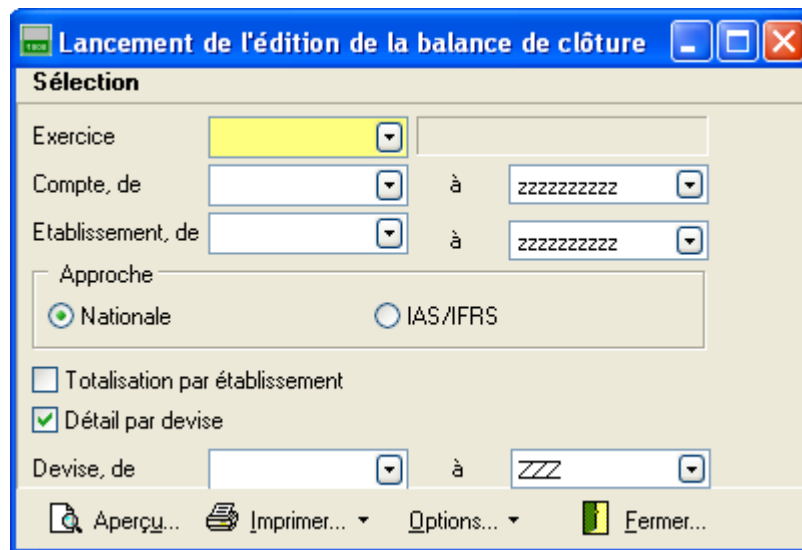 Lancement de l'édition de la balance de clôture
Sélection
Exercice
Compte, de à zzzzzzzzzz
Etablissement, de à zzzzzzzzzz
Approche
Nationale IAS/IFRS
Totalisation par établissement
Détail par devise
Devise, de à ZZZ
Aperçu... Imprimer... Options... Fermer...